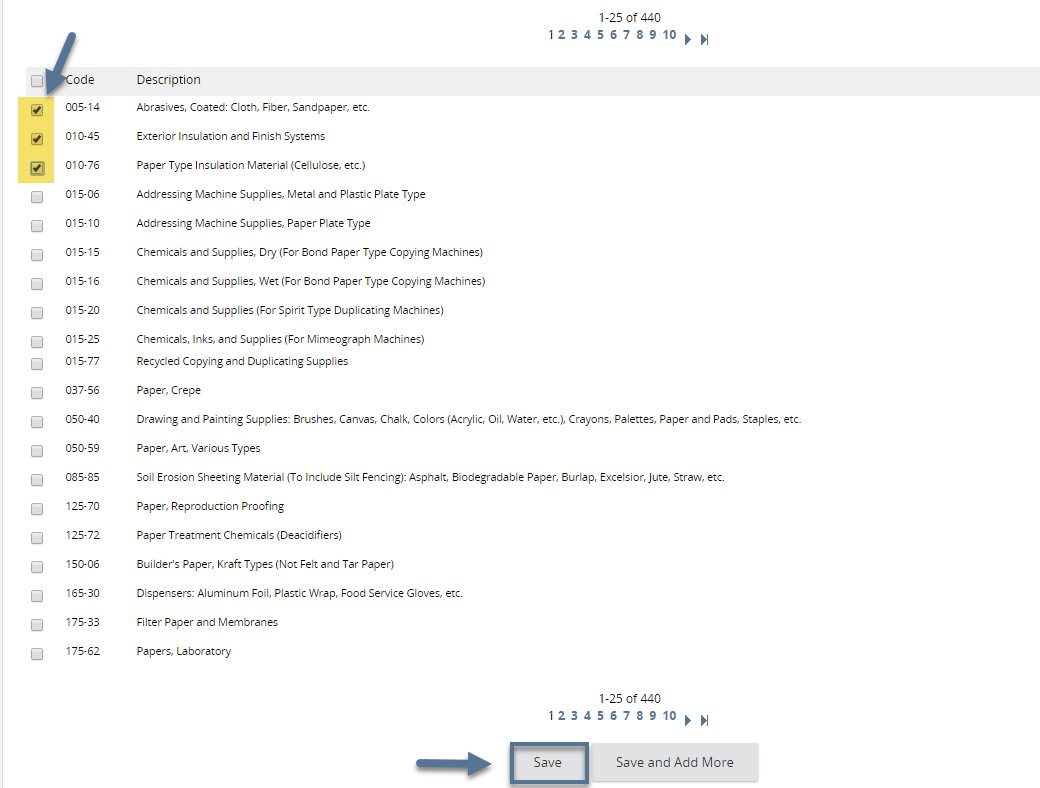 1-25 of 440
1 2 3 4 5 6 7 8 9 10
Code Description
005-14 Abrasives, Coated: Cloth, Fiber, Sandpaper, etc.
010-45 Exterior Insulation and Finish Systems
010-76 Paper Type Insulation Material (Cellulose, etc.)
015-06 Addressing Machine Supplies, Metal and Plastic Plate Type
015-10 Addressing Machine Supplies, Paper Plate Type
015-15 Chemicals and Supplies, Dry (For Bond Paper Type Copying Machines)
015-16 Chemicals and Supplies, Wet (For Bond Paper Type Copying Machines)
015-20 Chemicals and Supplies (For Spirit Type Duplicating Machines)
015-25 Chemicals, Inks, and Supplies (For Mimeograph Machines)
015-77 Recycled Copying and Duplicating Supplies
037-56 Paper, Crepe
050-40 Drawing and Painting Supplies: Brushes, Canvas, Chalk, Colors (Acrylic, Oil, Water, etc.), Crayons, Palettes, Paper and Pads, Staples, etc.
050-59 Paper, Art, Various Types
085-85 Soil Erosion Sheeting Material (To Include Silt Fencing): Asphalt, Biodegradable Paper, Burlap, Excelsior, Jute, Straw, etc.
125-70 Paper, Reproduction Proofing
125-72 Paper Treatment Chemicals (Deacidifiers)
150-06 Builder's Paper, Kraft Types (Not Felt and Tar Paper)
165-30 Dispensers: Aluminum Foil, Plastic Wrap, Food Service Gloves, etc.
175-33 Filter Paper and Membranes
175-62 Papers, Laboratory
1-25 of 440
1 2 3 4 5 6 7 8 9 10
Save Save and Add More